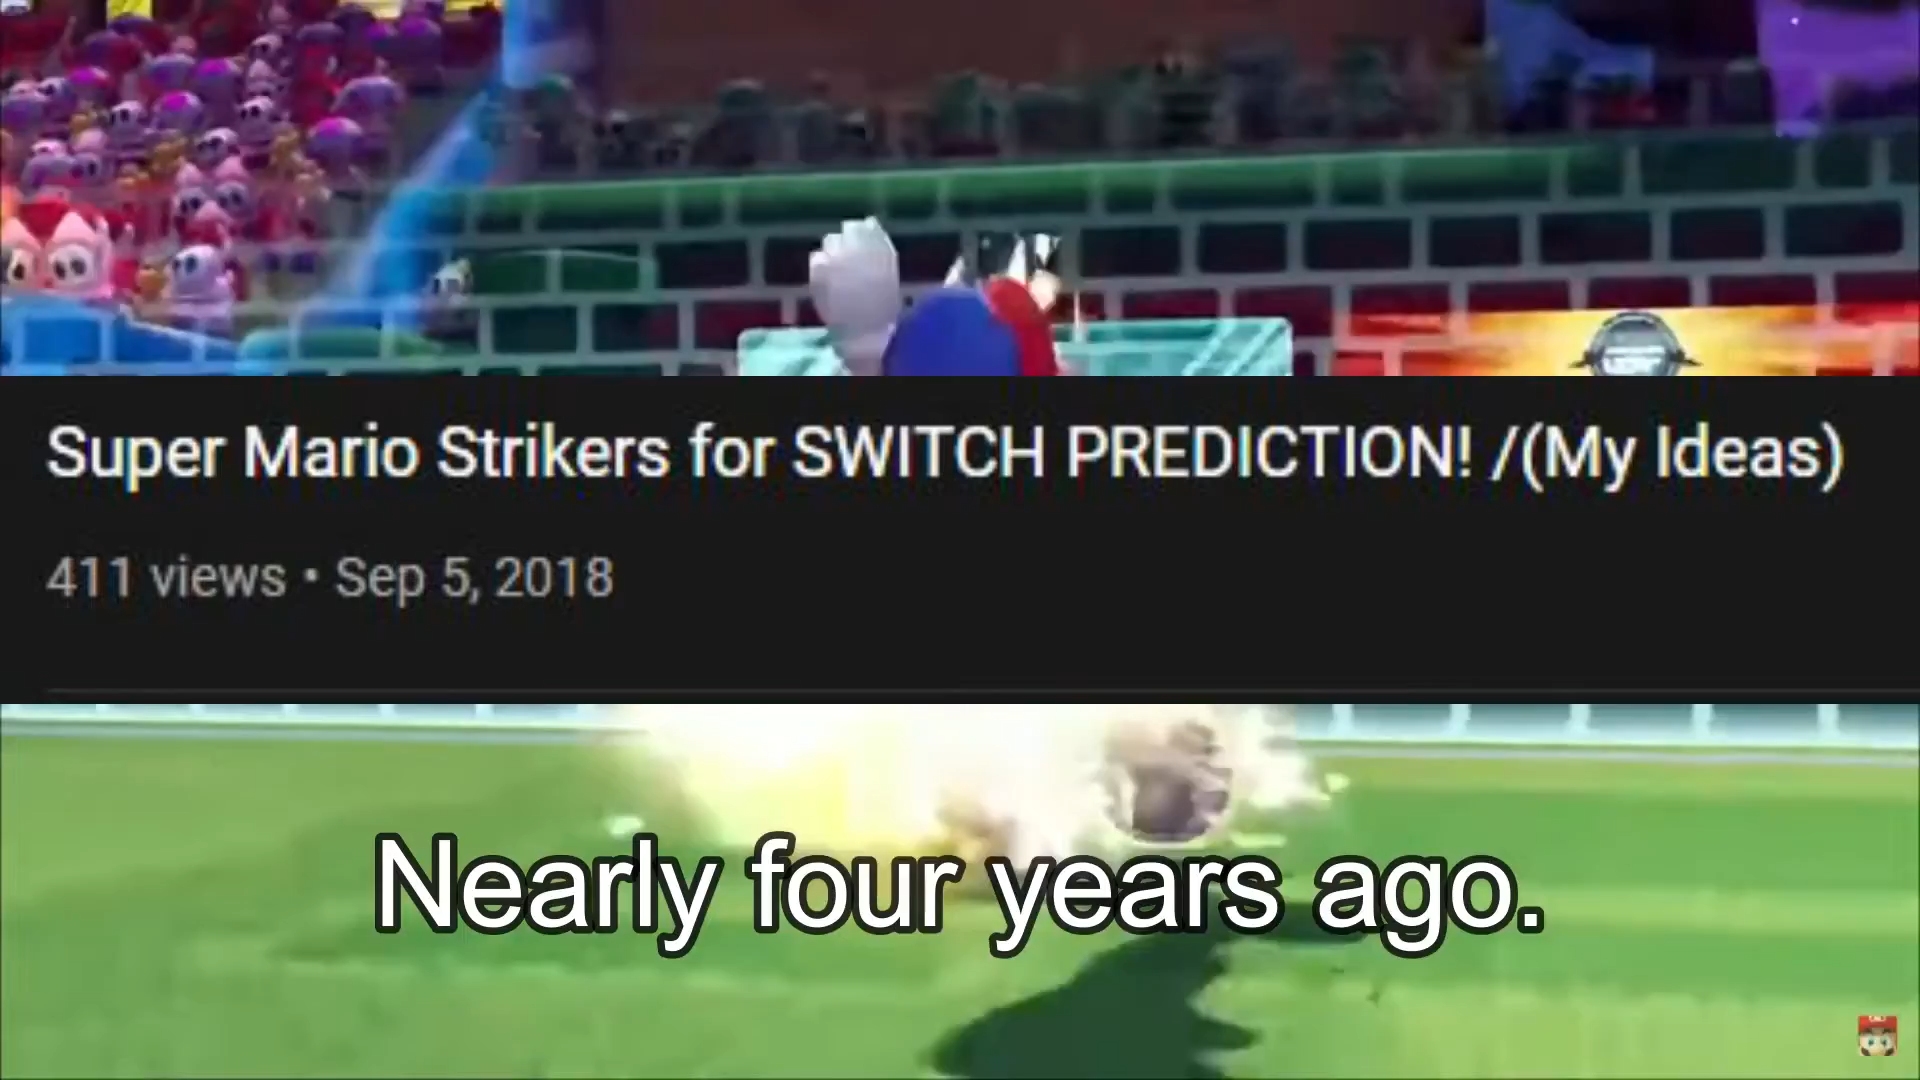 Super Mario Strikers for SWITCH PREDICTION! /(My Ideas)
411 views • Sep 5, 2018
Nearly four years ago.